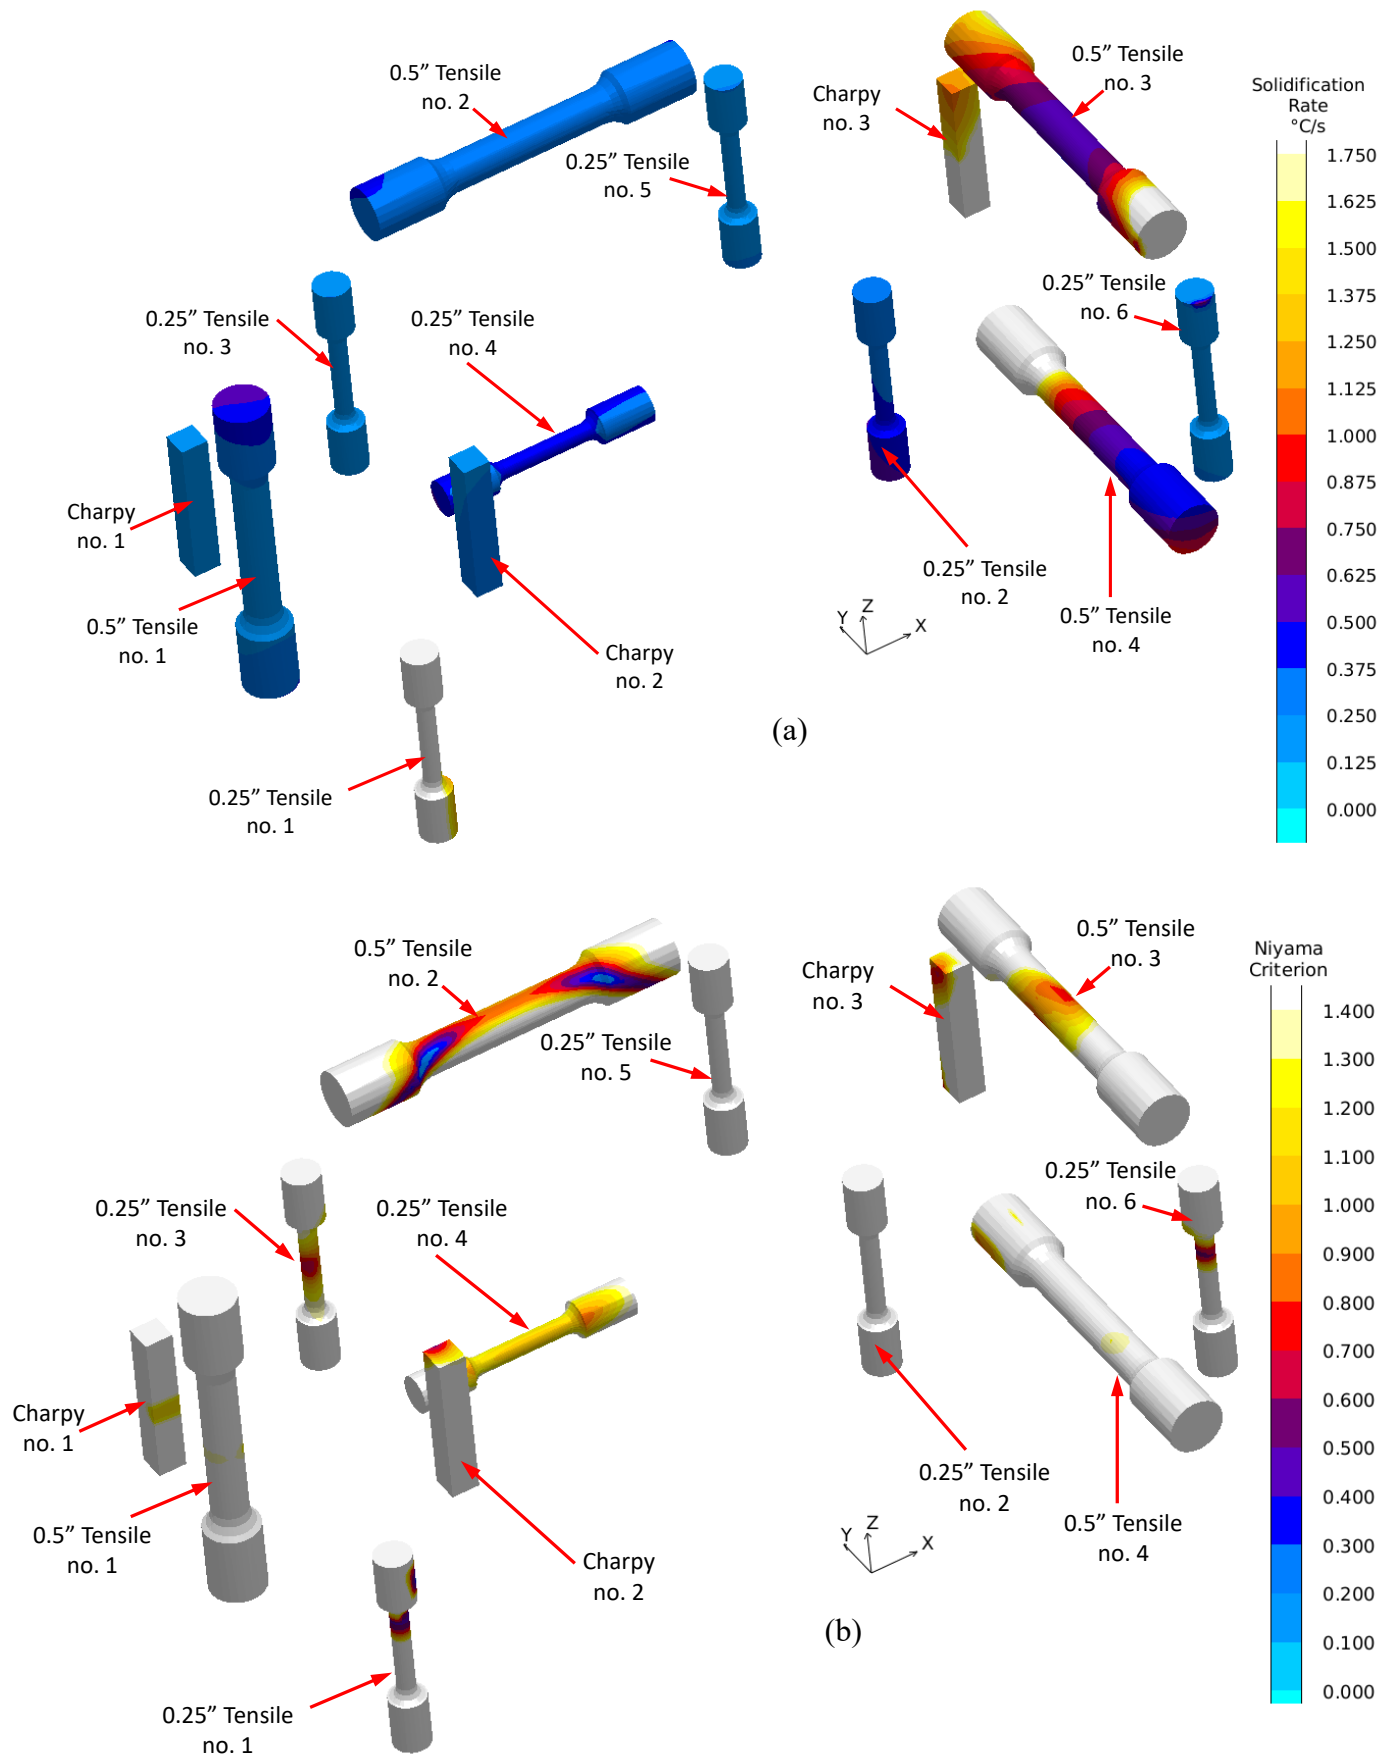 0.5” Tensile
no. 2
0.25” Tensile
no. 5
Charpy
no. 3
0.5” Tensile
no. 3
Solidification
Rate
°C/s
1.750
1.625
1.500
1.375
1.250
1.125
1.000
0.875
0.750
0.625
0.500
0.375
0.250
0.125
0.000
0.25” Tensile
no. 3
0.25” Tensile
no. 4
0.25” Tensile
no. 6
Charpy
no. 1
0.5” Tensile
no. 1
Charpy
no. 2
0.25” Tensile
no. 2
0.5” Tensile
no. 4
Y
Z
X
0.25” Tensile
no. 1
(a)
0.5” Tensile
no. 2
0.25” Tensile
no. 5
Charpy
no. 3
0.5” Tensile
no. 3
Niyama
Criterion
1.400
1.300
1.200
1.100
1.000
0.900
0.800
0.700
0.600
0.500
0.400
0.300
0.200
0.100
0.000
0.25” Tensile
no. 3
0.25” Tensile
no. 4
0.25” Tensile
no. 6
Charpy
no. 1
0.5” Tensile
no. 1
Charpy
no. 2
0.25” Tensile
no. 2
0.5” Tensile
no. 4
Y
Z
X
(b)
0.25” Tensile
no. 1